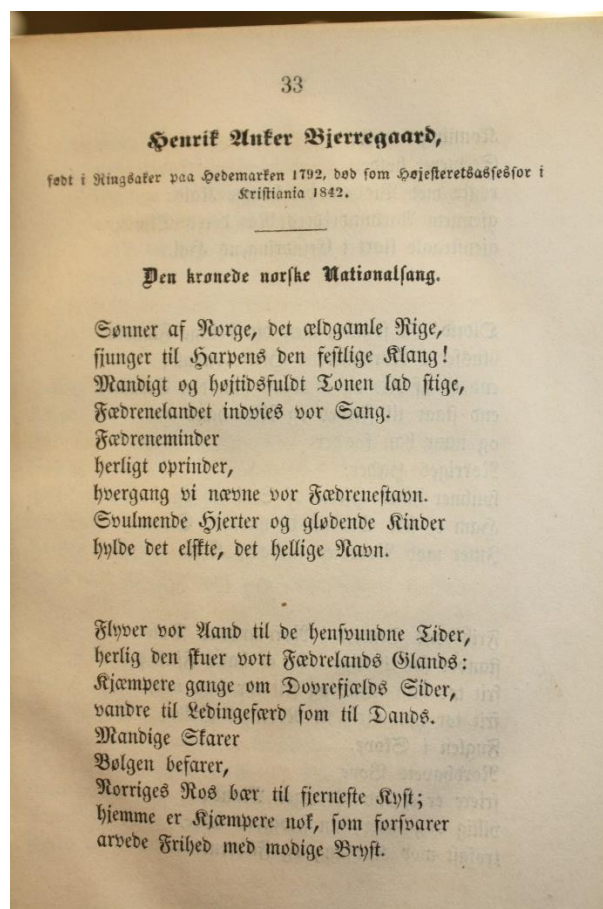 33
Henrik Anker Bjerregaard,
født i Ringsaker paa Hedemarken 1792, død som Højesteretsassessor i
Kristiania 1842.
Den kronede norske Nationalsang.
Sønner af Norge, det ældgamle Rige,
sjunger til Harpens den festlige Klang!
Mandigt og højtidsfuldt Tonen lad stige,
Fædrenelandet indvies vor Sang.
Fædreneminder
herligt oprinder,
hvergang vi nævne vor Fædrenestavn.
Svulmende Hjerter og glødende Kinder
hylde det elskte, det hellige Navn.
Flyver vor Aand til de hensvundne Tider,
herlig den skuer vort Fædrelands Glands:
Kjæmpere gange om Dovrefjælds Sider,
vandre til Ledingefærd som til Dands.
Mandige Skarer
Bølgen befarer,
Norriges Ros bær til fjerneste Kyst;
hjemme er Kjæmpere nok, som forsvarer
arvede Frihed med modige Bryst.